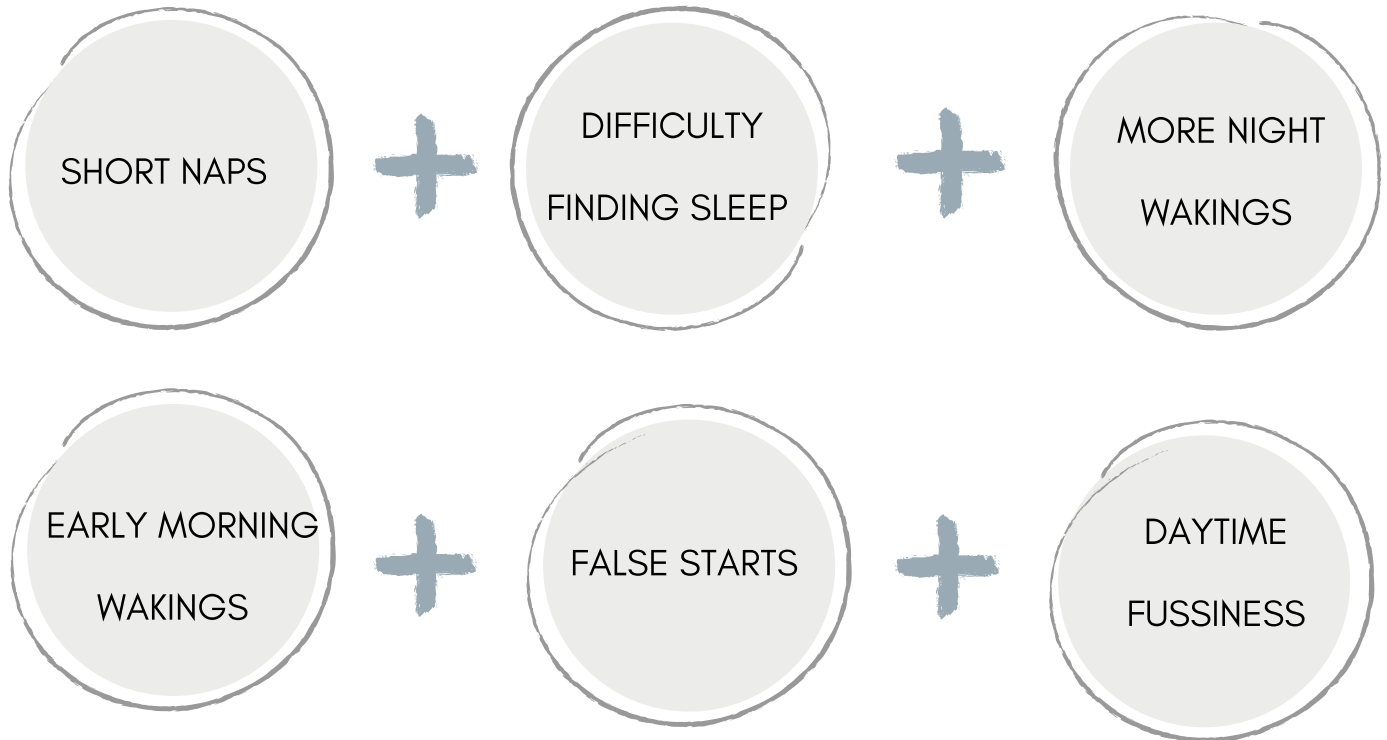 SHORT NAPS
DIFFICULTY
FINDING SLEEP
MORE NIGHT
WAKINGS
EARLY MORNING
WAKINGS
FALSE STARTS
DAYTIME
FUSSINESS